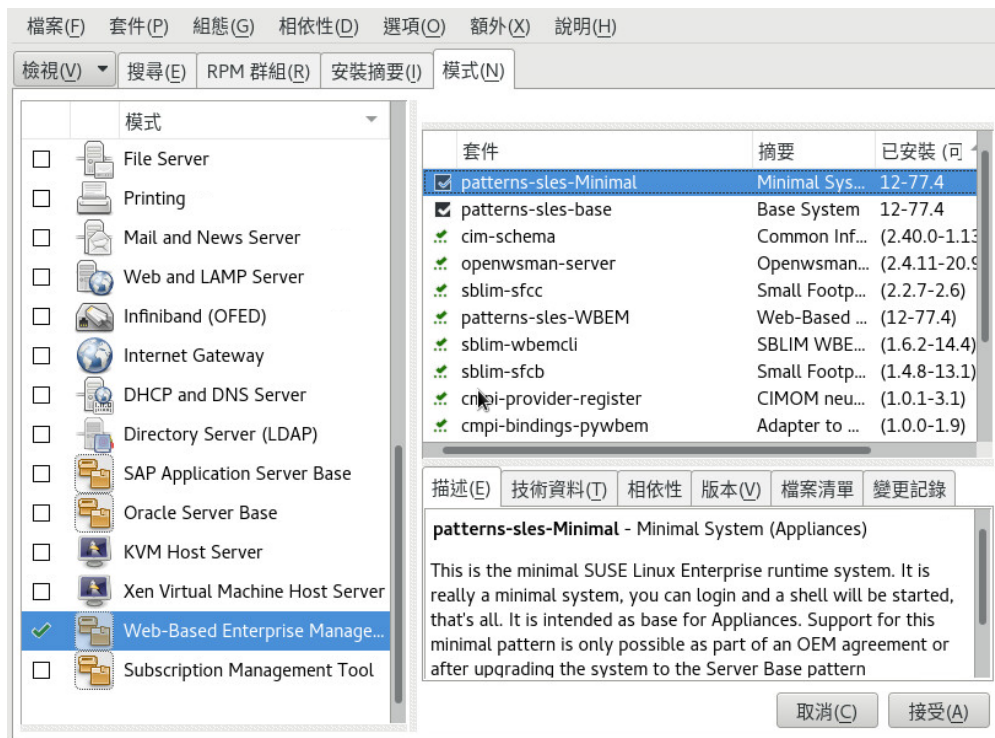 檔案(F) 套件(P) 組態(G) 相依性(D) 選項(O) 額外(X) 說明(H)
檢視(V) 搜尋(E) RPM 群組(R) 安裝摘要(I) 模式(N)
模式
File Server
Printing
Mail and News Server
Web and LAMP Server
Infiniband (OFED)
Internet Gateway
DHCP and DNS Server
Directory Server (LDAP)
SAP Application Server Base
Oracle Server Base
KVM Host Server
Xen Virtual Machine Host Server
Web-Based Enterprise Manage...
Subscription Management Tool
套件 摘要 已安裝 (可
patterns-sles-Minimal Minimal Sys... 12-77.4
patterns-sles-base Base System 12-77.4
cim-schema Common Inf... (2.40.0-1.13
openwsman-server Openwsman... (2.4.11-20.9
sblim-sfcc Small Footp... (2.2.7-2.6)
patterns-sles-WBEM Web-Based ... (12-77.4)
sblim-wbemcli SBLIM WBE... (1.6.2-14.4)
sblim-sfcb Small Footp... (1.4.8-13.1)
cmpi-provider-register CIMOM neu... (1.0.1-3.1)
cmpi-bindings-pywbem Adapter to ... (1.0.0-1.9)
描述(E) 技術資料(T) 相依性 版本(V) 檔案清單 變更記錄
patterns-sles-Minimal - Minimal System (Appliances)
This is the minimal SUSE Linux Enterprise runtime system. It is
really a minimal system, you can login and a shell will be started,
that's all. It is intended as base for Appliances. Support for this
minimal pattern is only possible as part of an OEM agreement or
after upgrading the system to the Server Base pattern
取消(C) 接受(A)